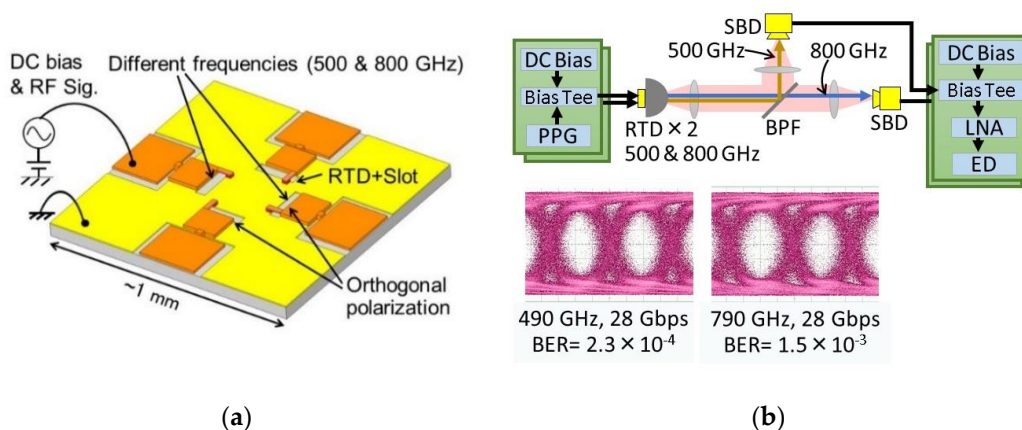 DC bias
& RF Sig.
Different frequencies (500 & 800 GHz)
RTD+Slot
Orthogonal
polarization
~1 mm
(a)
SBD
500 GHz
800 GHz
DC Bias
Bias Tee
PPG
RTD × 2
500 & 800 GHz
BPF
SBD
DC Bias
Bias Tee
LNA
ED
490 GHz, 28 Gbps
BER= 2.3 × 10⁻⁴
790 GHz, 28 Gbps
BER= 1.5 × 10⁻³
(b)